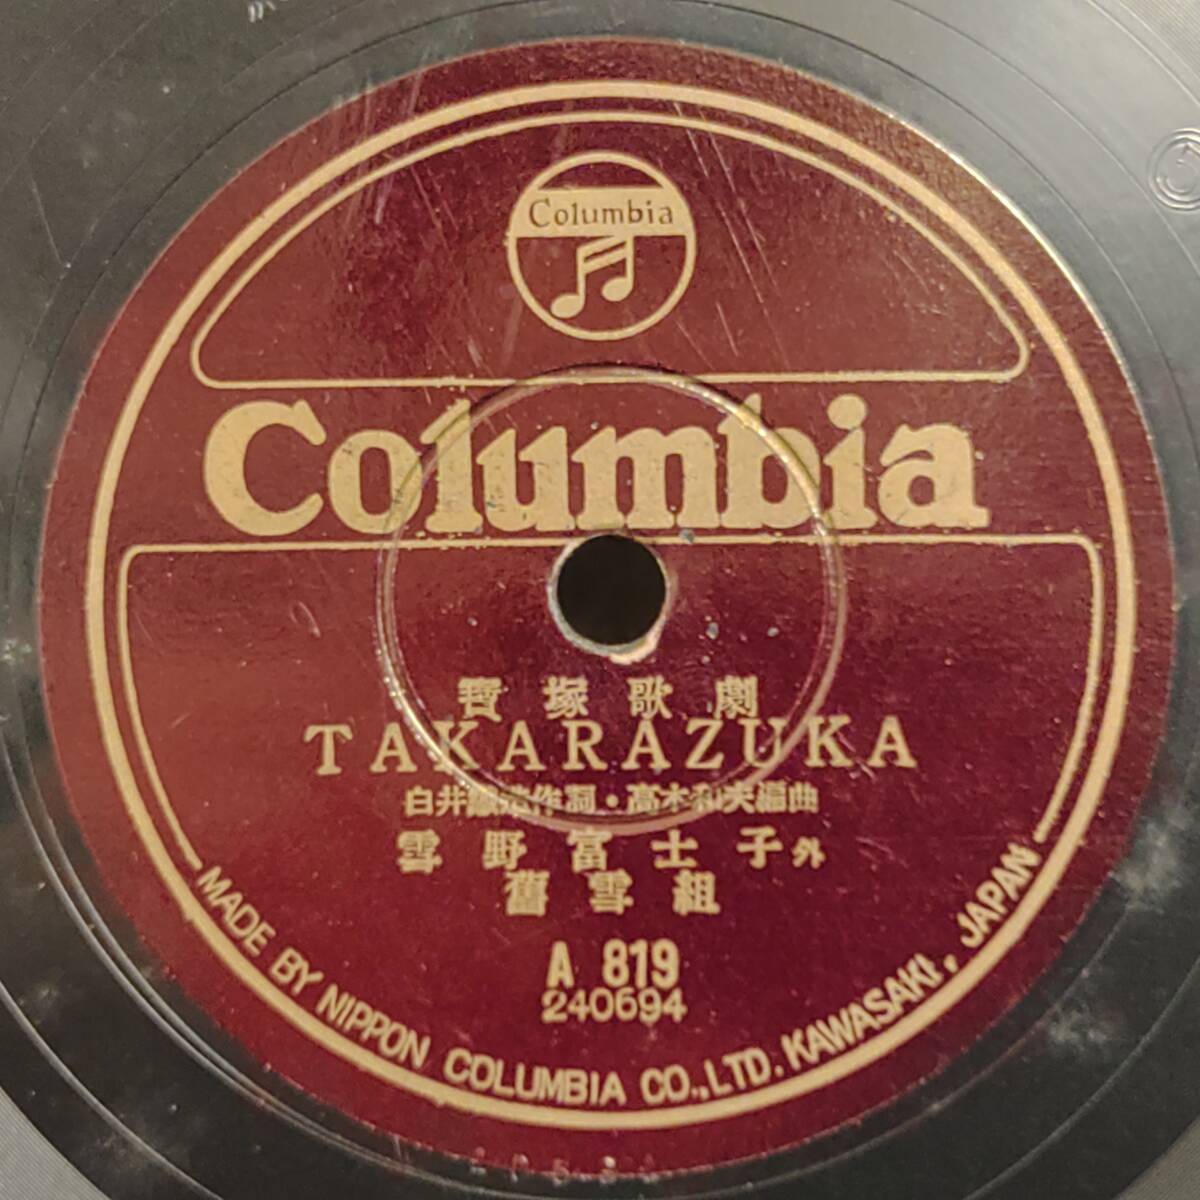 Columbia
Columbia
寶塚歌劇
TAKARAZUKA
白井鐵造作詞・高木和夫編曲
雪野富士子外
舊雪組
A 819
240694
MADE BY NIPPON COLUMBIA CO., LTD. KAWASAKI, JAPAN